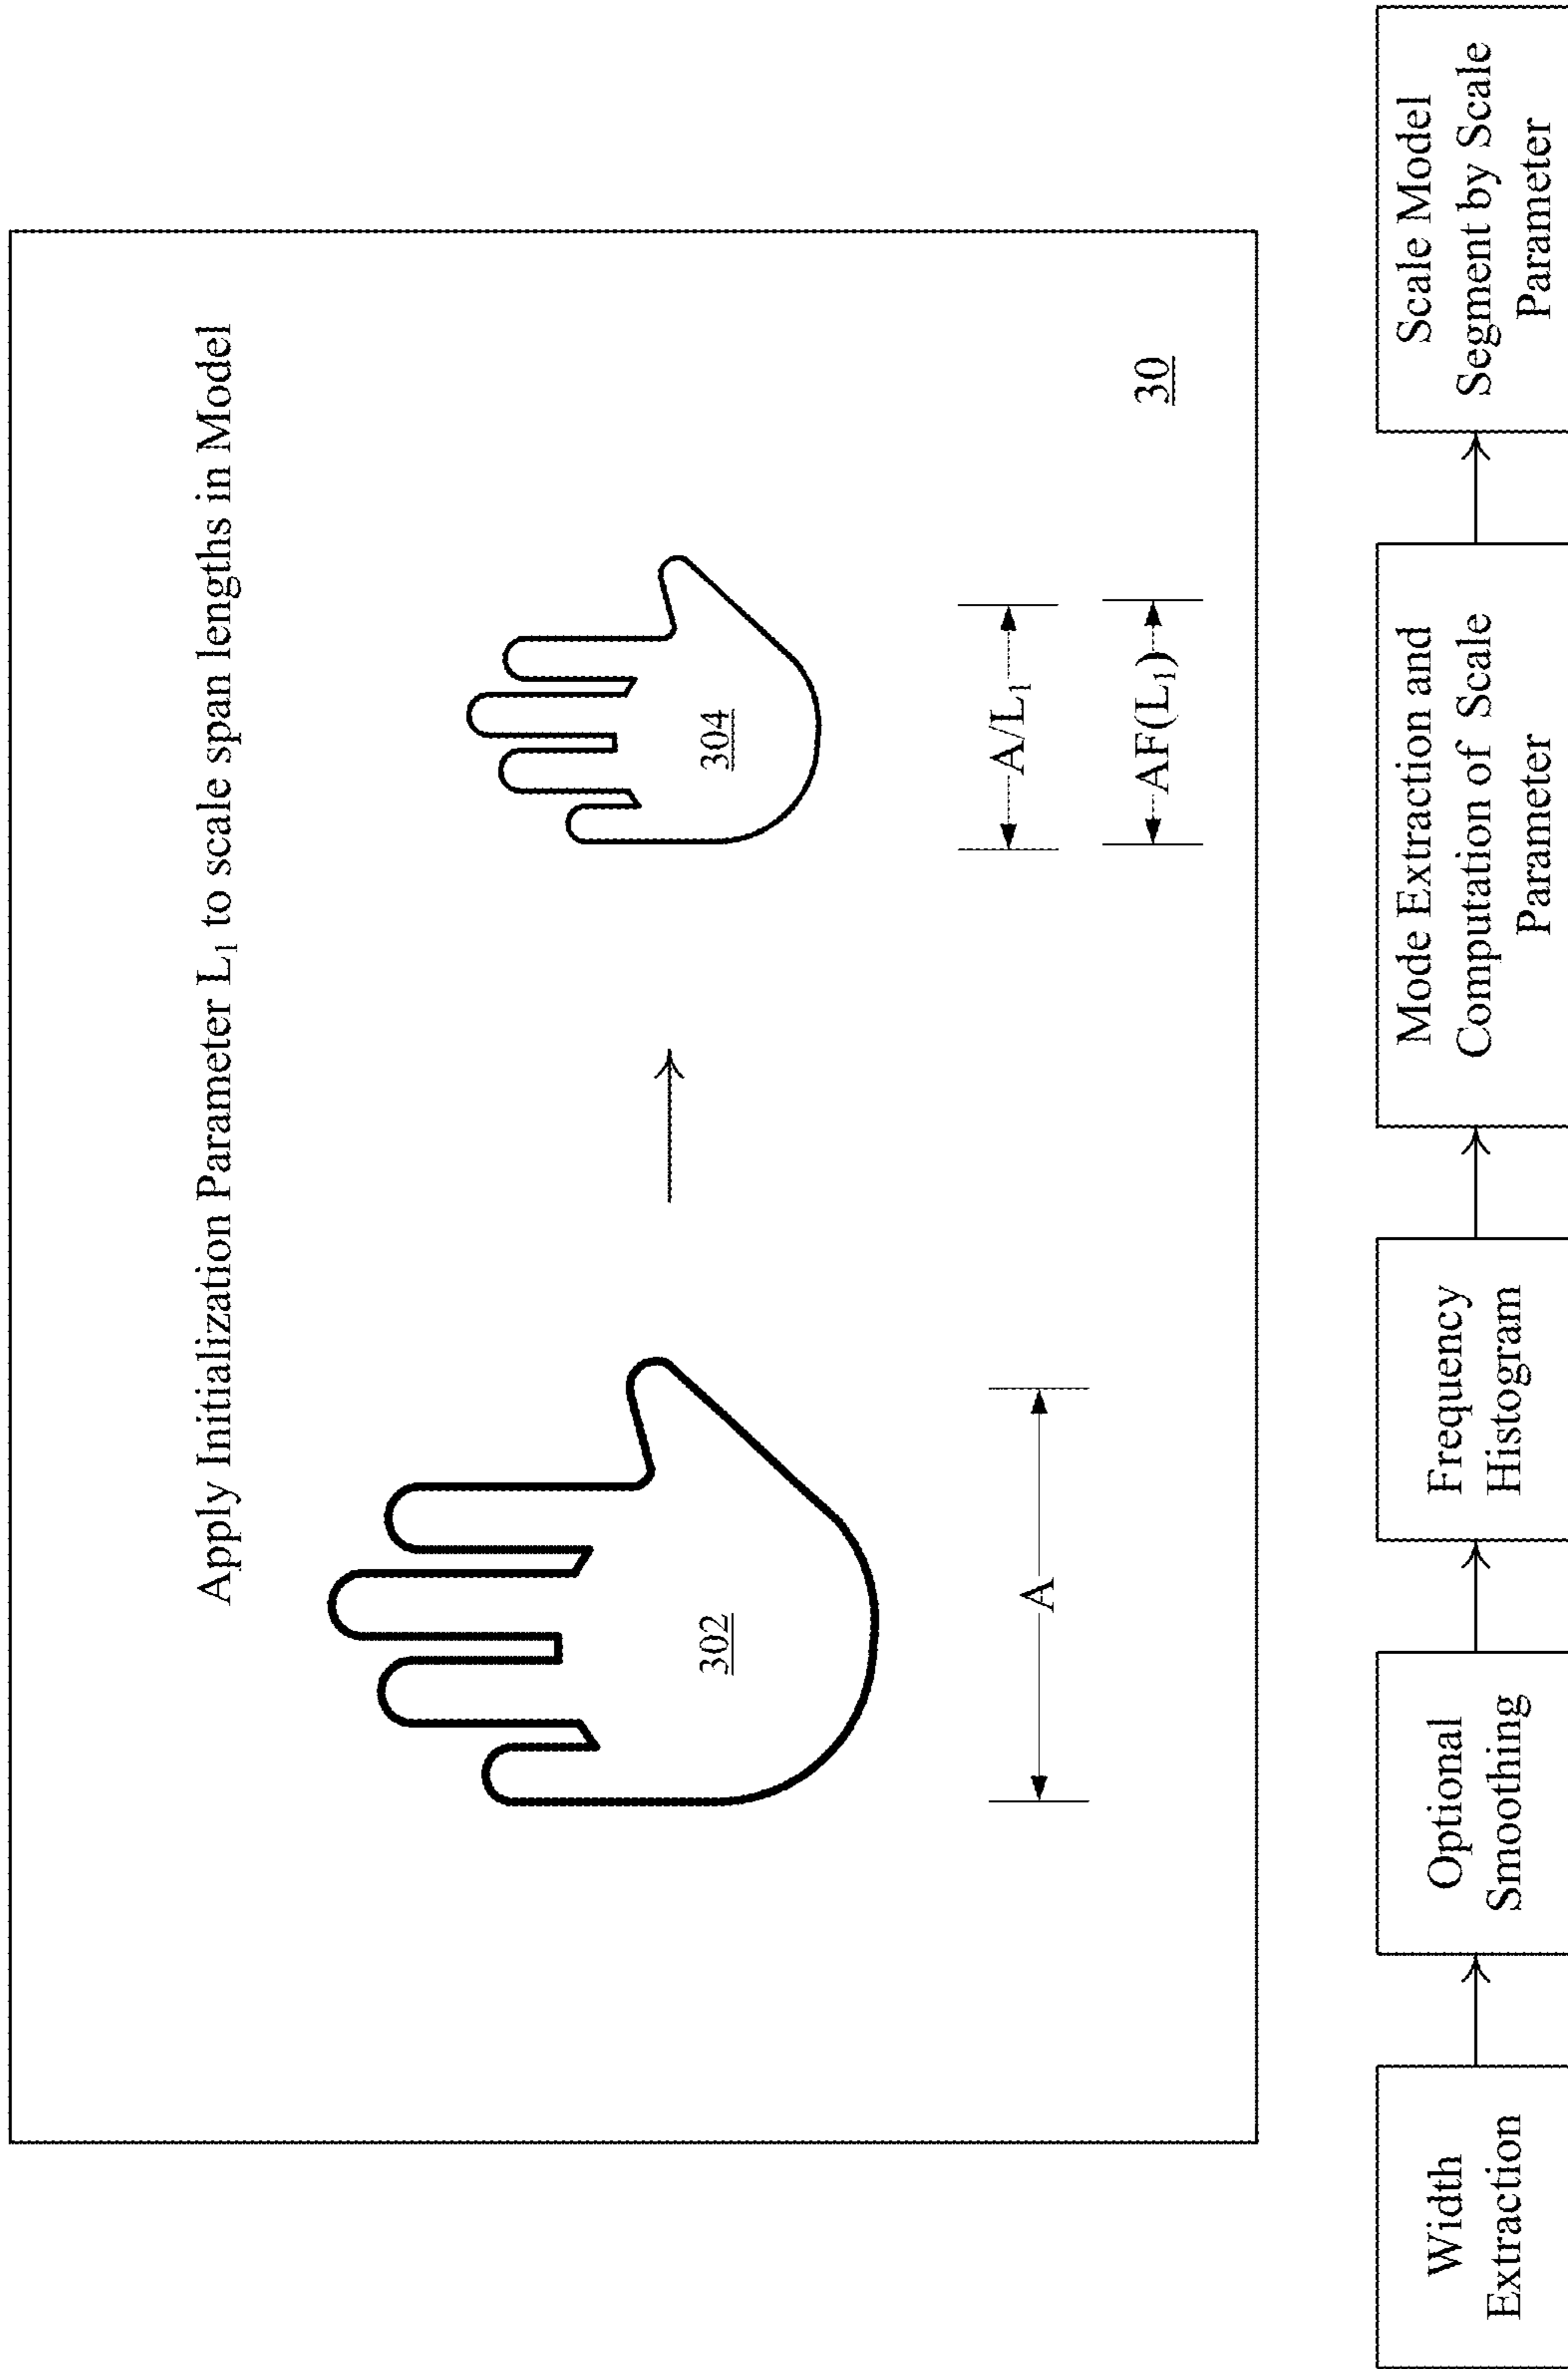 Apply Initialization Parameter L₁ to scale span lengths in Model
302
304
A
A/L₁
AF(L₁)
30
Width
Extraction
Optional
Smoothing
Frequency
Histogram
Mode Extraction and
Computation of Scale
Parameter
Scale Model
Segment by Scale
Parameter